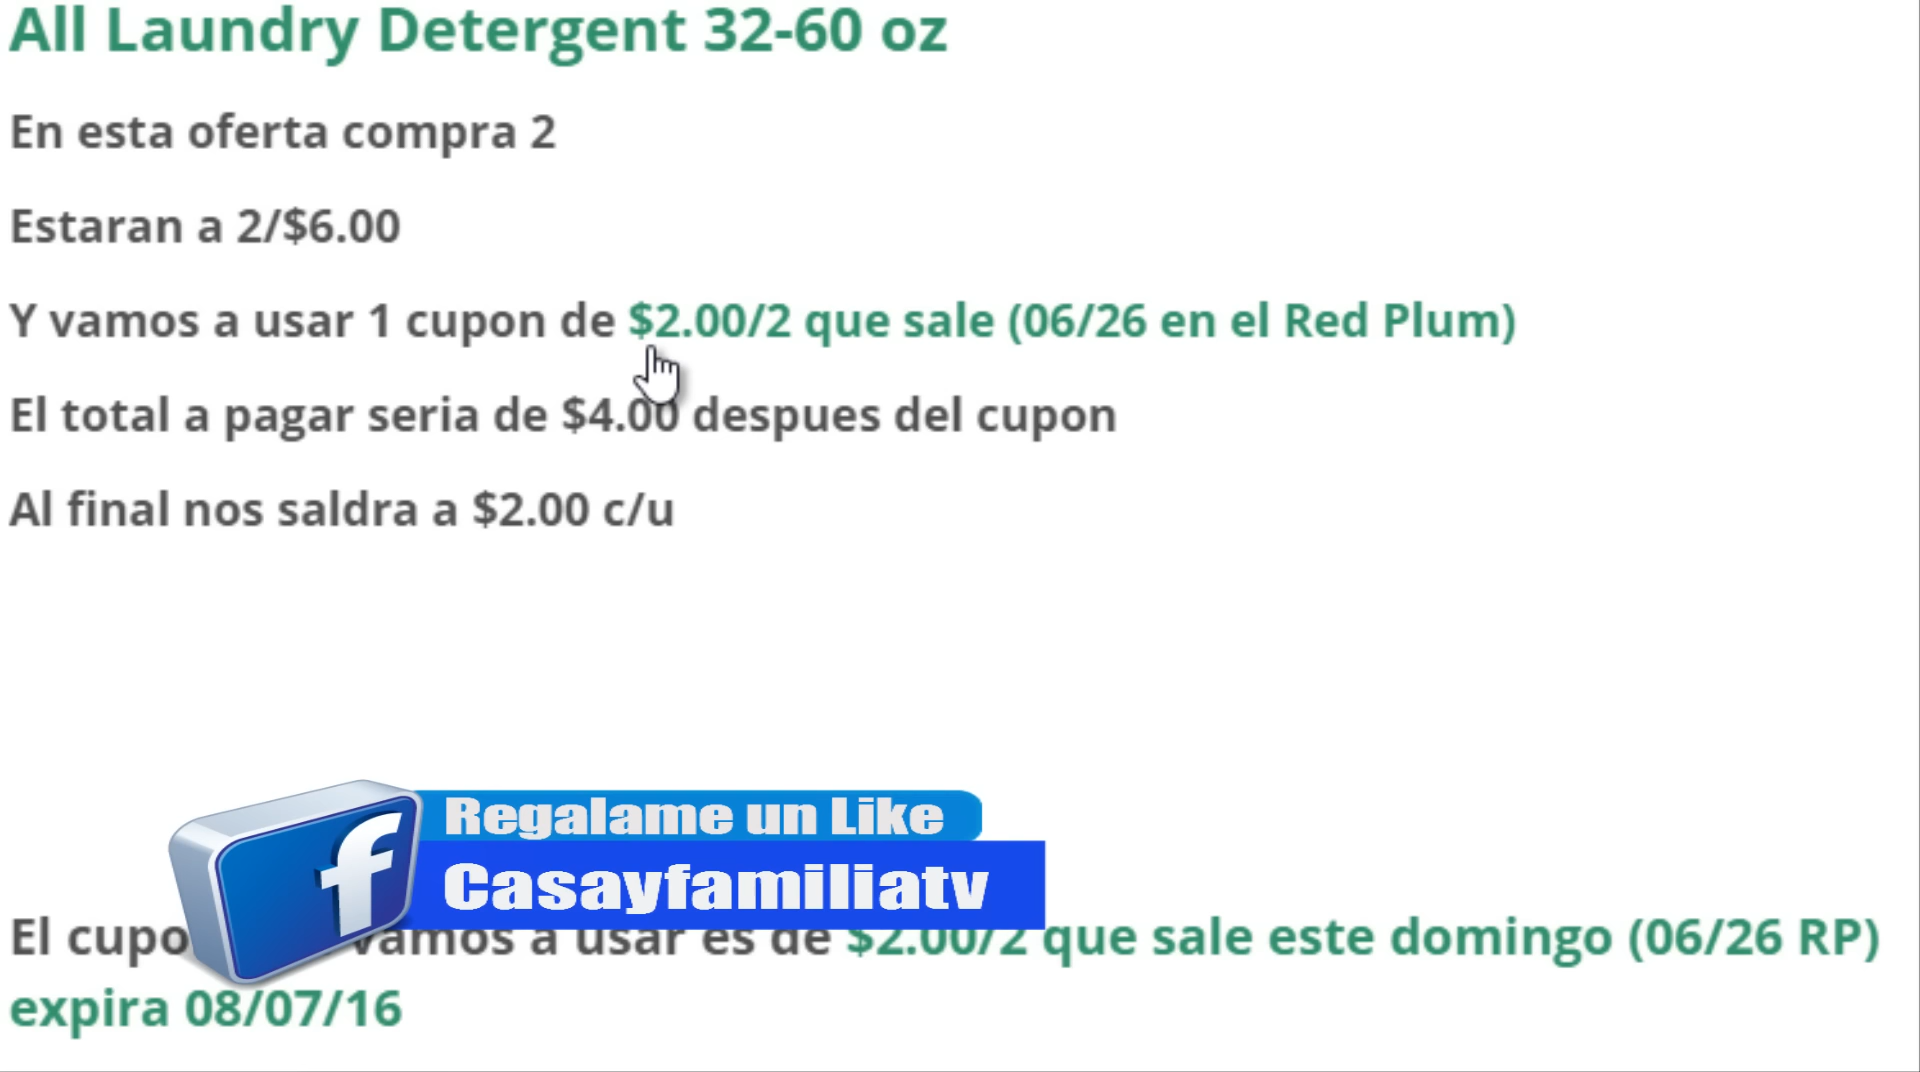 All Laundry Detergent 32-60 oz
En esta oferta compra 2
Estaran a 2/$6.00
Y vamos a usar 1 cupon de $2.00/2 que sale (06/26 en el Red Plum)
El total a pagar seria de $4.00 despues del cupon
Al final nos saldra a $2.00 c/u
Regalame un Like
Casayfamiliatv
El cupo vamos a usar es de $2.00/2 que sale este domingo (06/26 RP)
expira 08/07/16